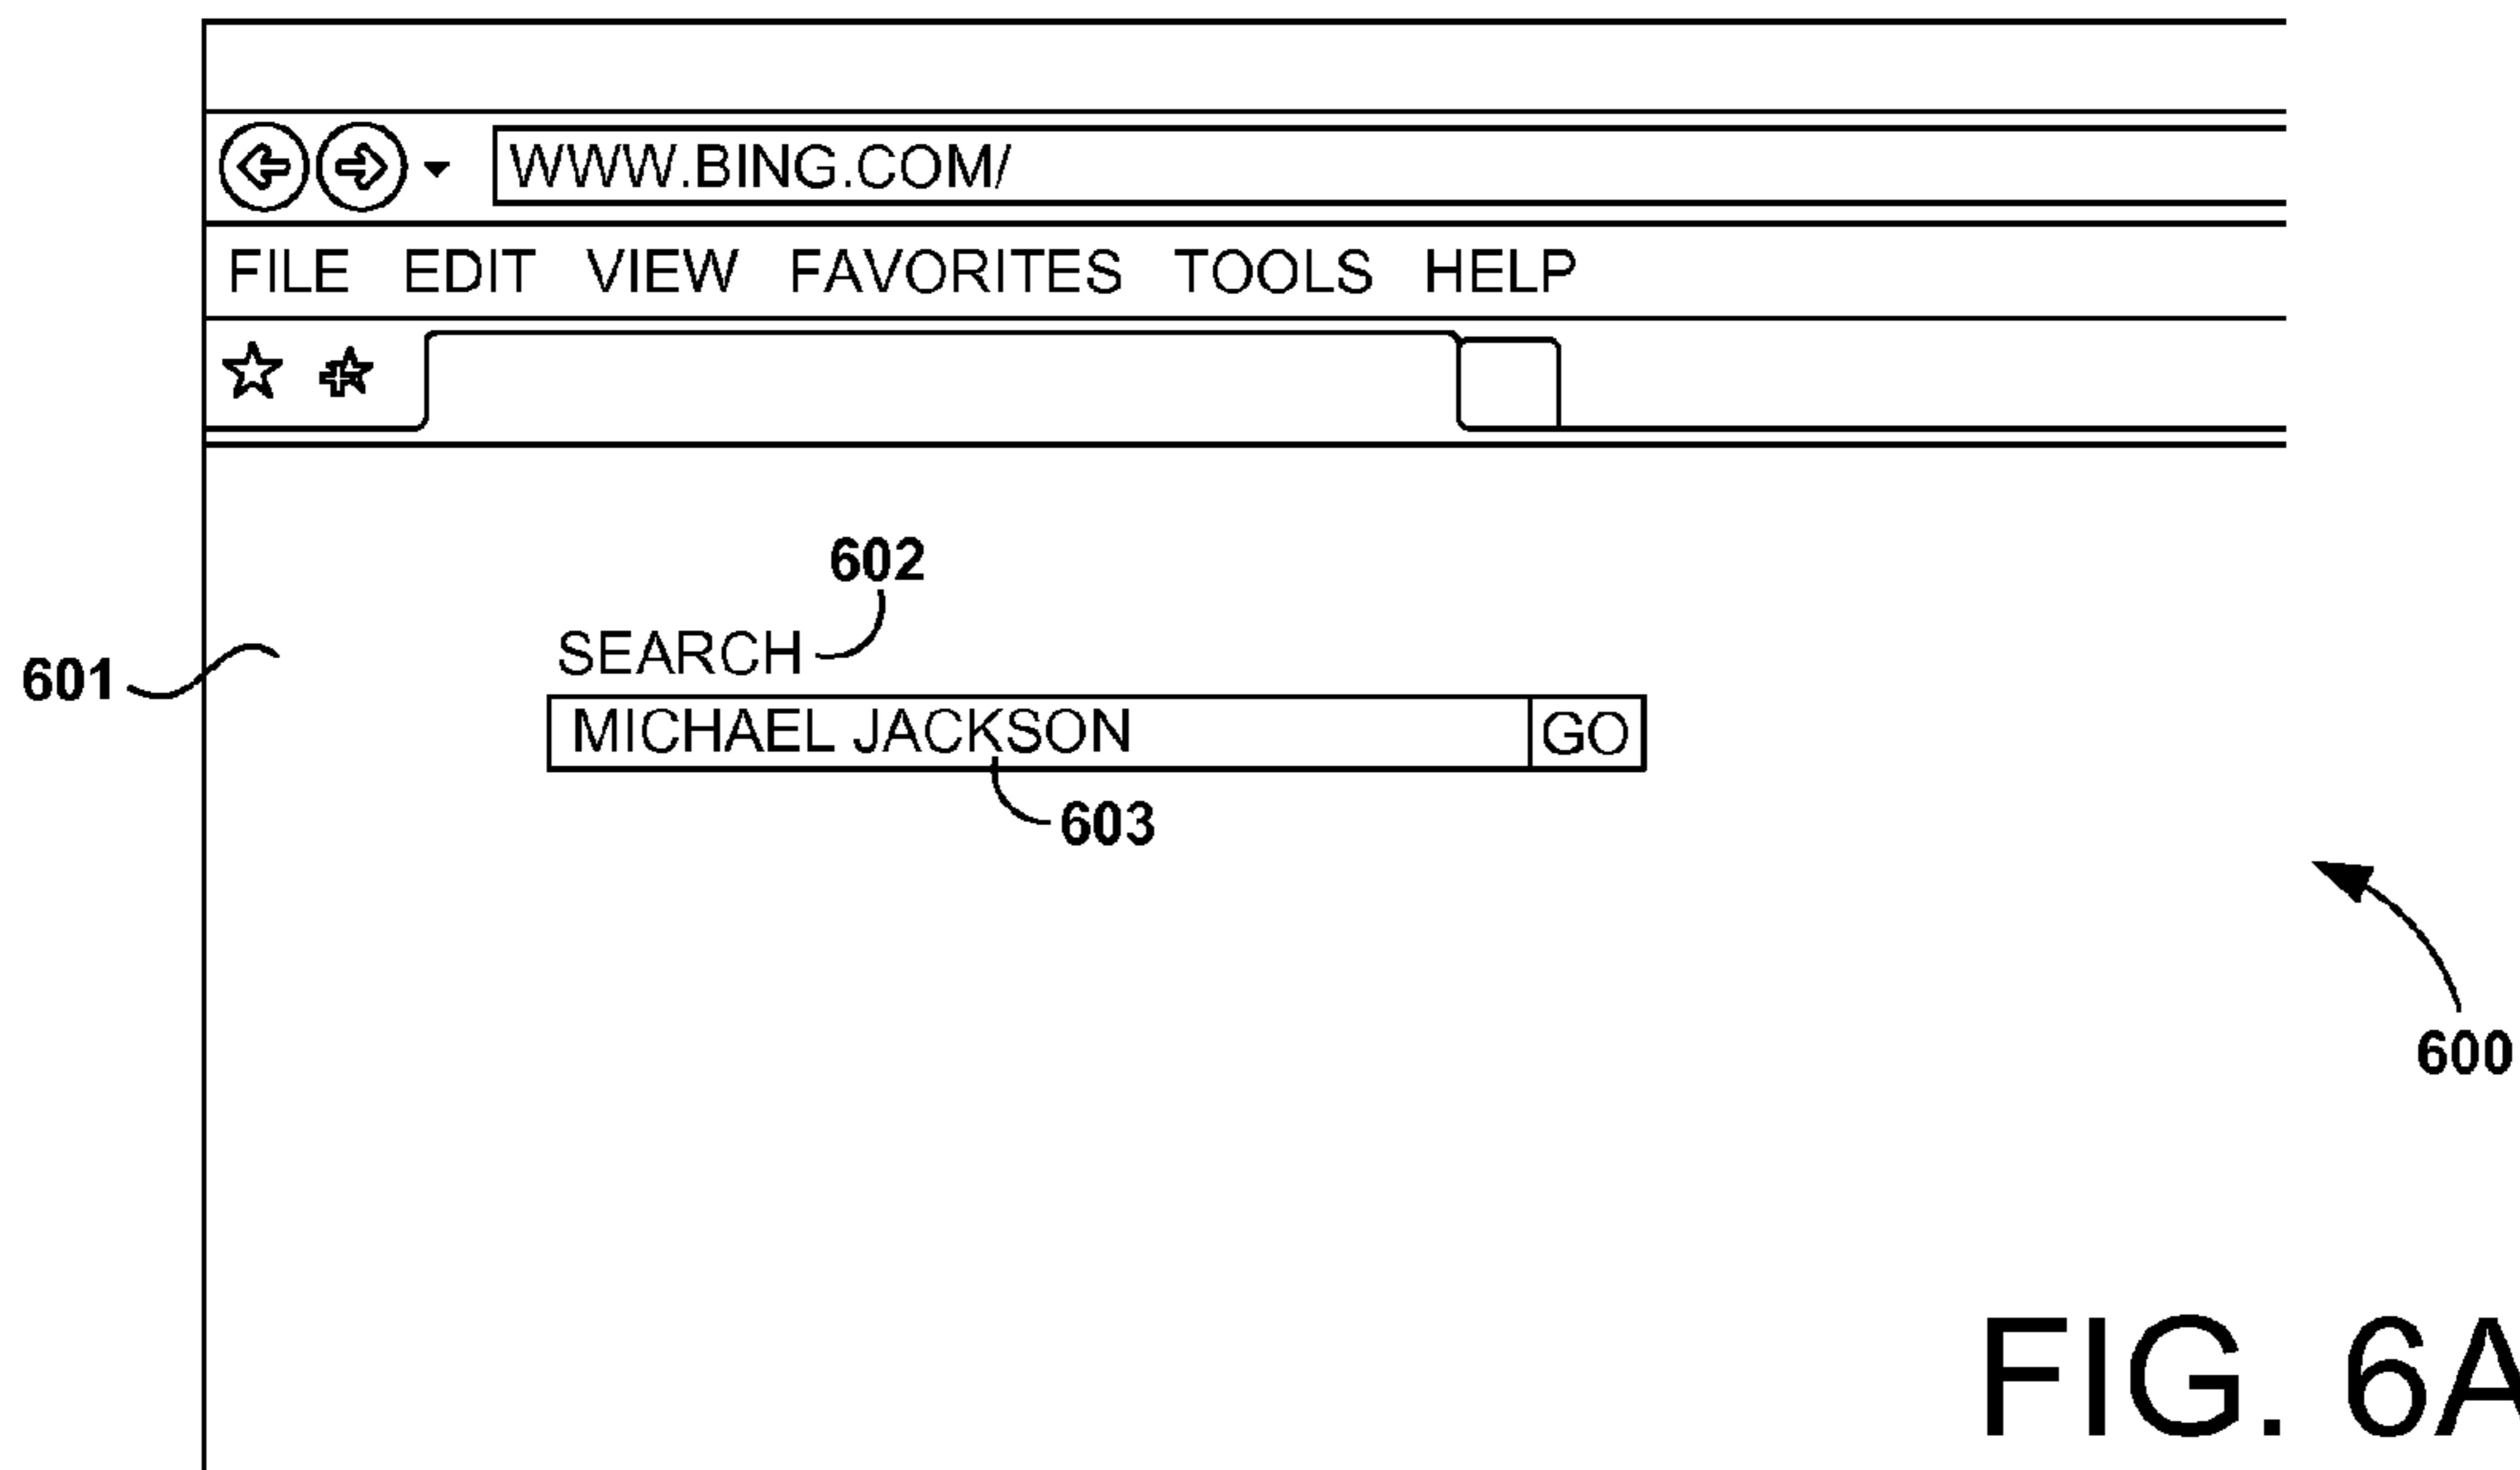 WWW.BING.COM/
FILE EDIT VIEW FAVORITES TOOLS HELP
602
SEARCH
601
MICHAEL JACKSON GO
603
600
FIG. 6A